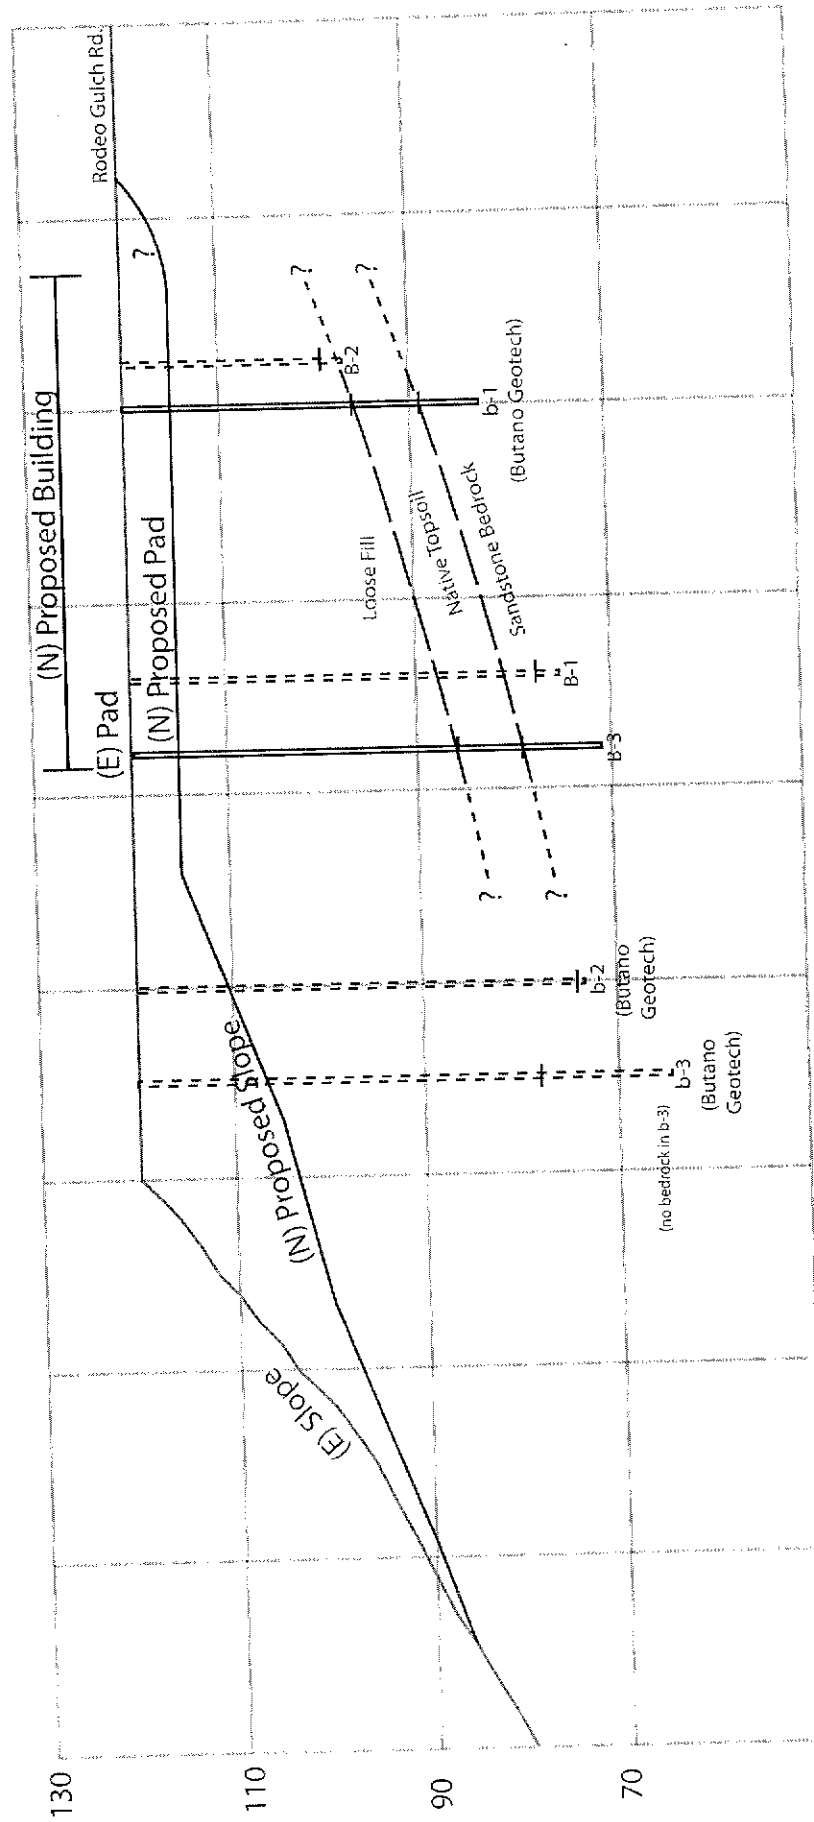 130
110
90
70
(N) Proposed Building
(E) Pad
(N) Proposed Pad
Rodeo Gulch Rd.
?
(E) Slope
(N) Proposed Slope
Loose Fill
Native Topsoil
Sandstone Bedrock
?
?
?
?
B-2
b-1
(Butano Geotech)
B-1
B-3
b-2
(Butano
Geotech)
b-3
(Butano
Geotech)
(no bedrock in b-3)